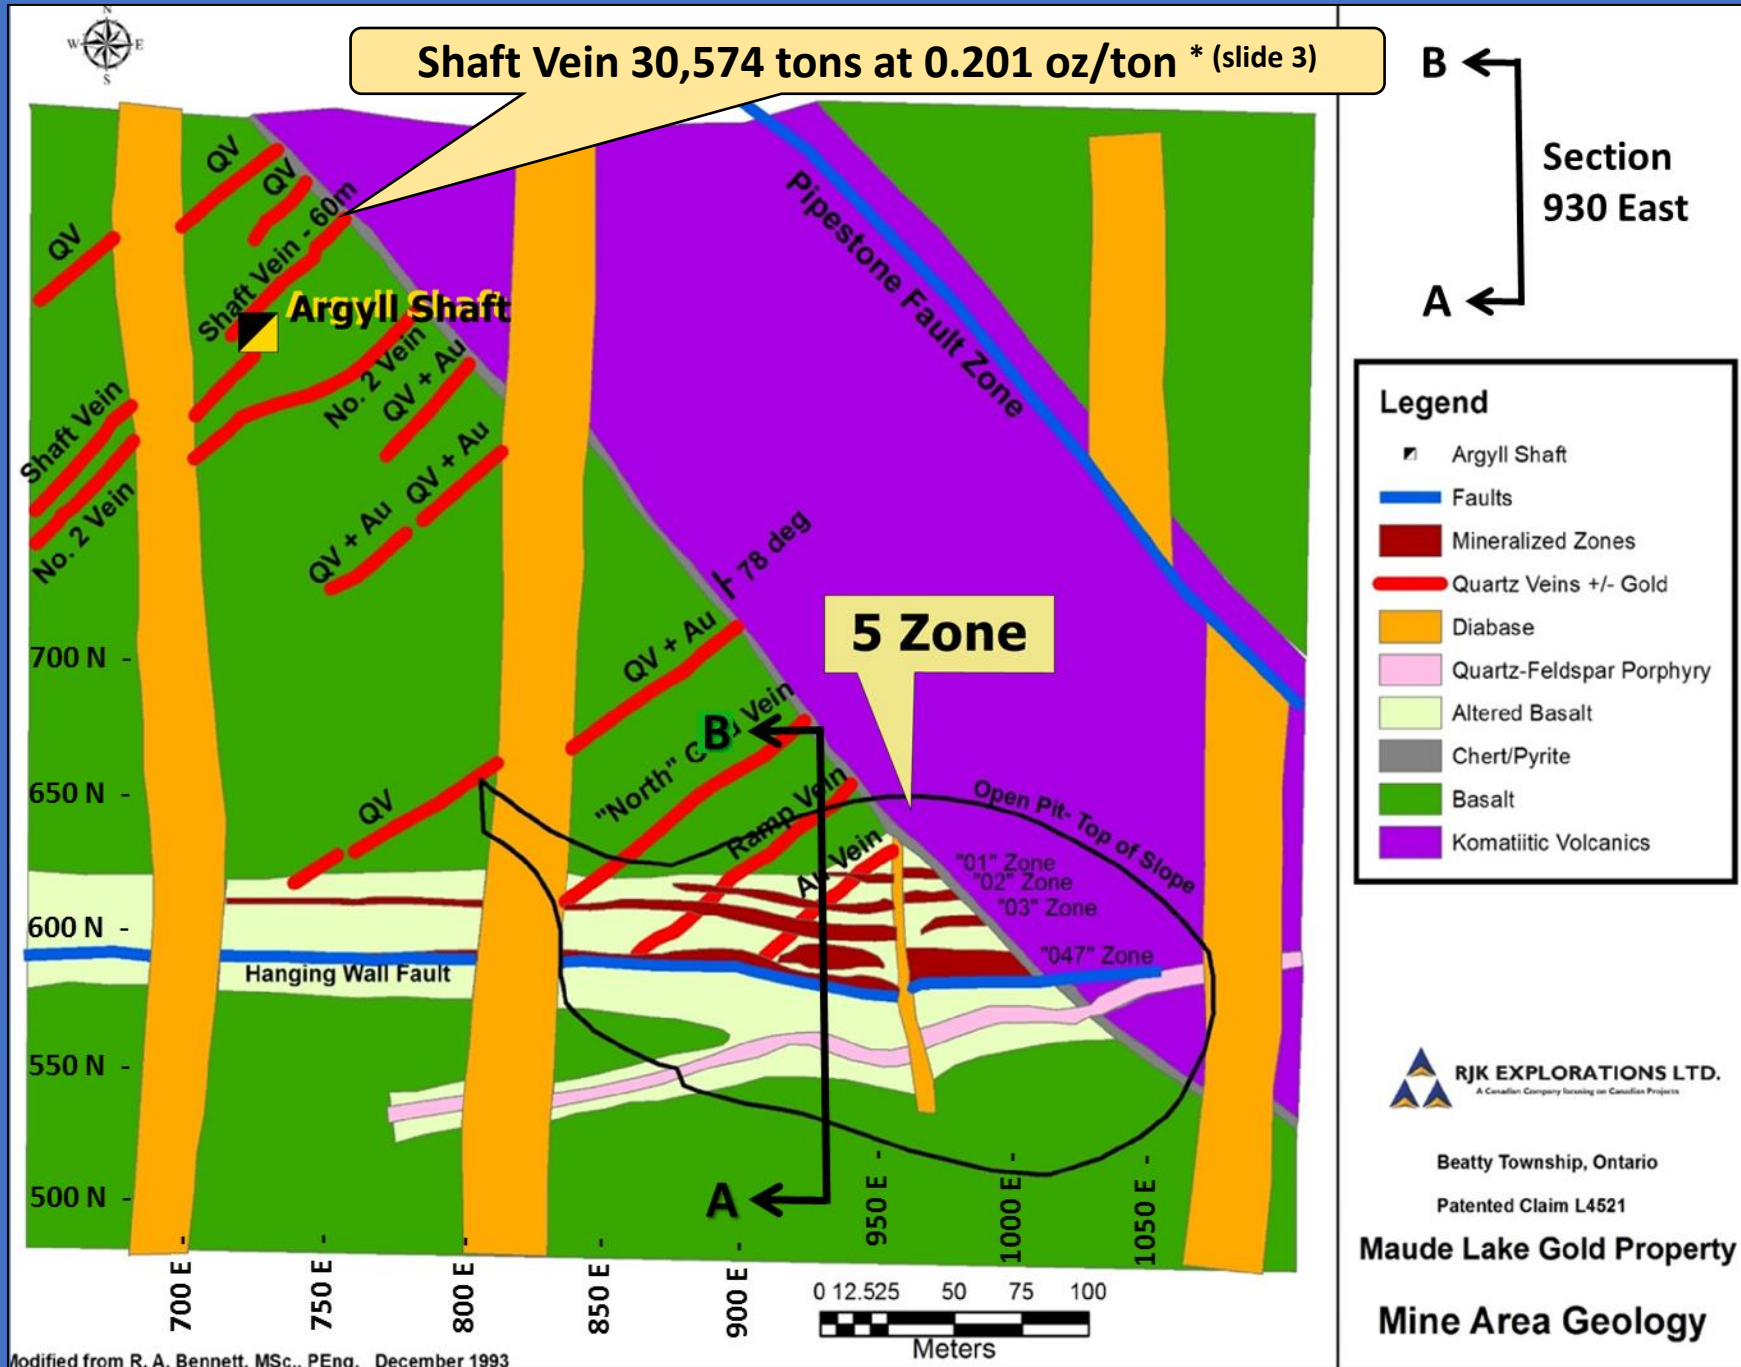 N
W E
S
Shaft Vein 30,574 tons at 0.201 oz/ton * (slide 3)
B
Section
930 East
A
QV
QV
QV
Shaft Vein - 60m
Argyll Shaft
Pipestone Fault Zone
No. 2 Vein
QV + Au
Shaft Vein
No. 2 Vein
QV + Au
QV + Au
78 deg
5 Zone
QV + Au
"North" Vein
B
Ramp Vein
Au Vein
QV
Open Pit- Top of Slope
"01" Zone
"02" Zone
"03" Zone
"047" Zone
Hanging Wall Fault
A
700 N -
650 N -
600 N -
550 N -
500 N -
700 E -
750 E -
800 E -
850 E -
900 E -
950 E -
1000 E -
1050 E -
0 12.525 50 75 100
Meters
Modified from R. A. Bennett, MSc., PEng, December 1993
Legend
Argyll Shaft
Faults
Mineralized Zones
Quartz Veins +/- Gold
Diabase
Quartz-Feldspar Porphyry
Altered Basalt
Chert/Pyrite
Basalt
Komatiitic Volcanics
RJK EXPLORATIONS LTD.
A Canadian Company focusing on Canadian Projects
Beatty Township, Ontario
Patented Claim L4521
Maude Lake Gold Property
Mine Area Geology